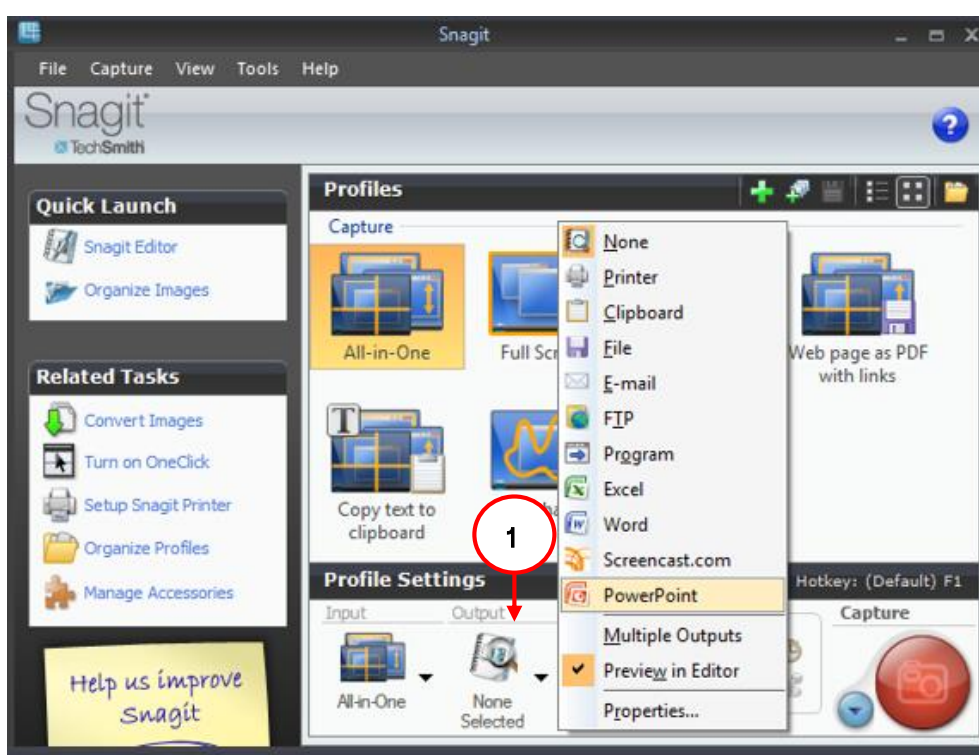 Snagit
File Capture View Tools Help
Snagit
TechSmith
Quick Launch
Snagit Editor
Organize Images
Related Tasks
Convert Images
Turn on OneClick
Setup Snagit Printer
Organize Profiles
Manage Accessories
Help us improve
Snagit
Profiles
Capture
All-in-One
Full Scr
Web page as PDF
with links
T
Copy text to
clipboard
None
Printer
Clipboard
File
E-mail
FTP
Program
Excel
Word
Screencast.com
PowerPoint
Multiple Outputs
Preview in Editor
Properties...
1
Profile Settings
Hotkey: (Default) F1
Input
Output
Capture
All-in-One
None
Selected